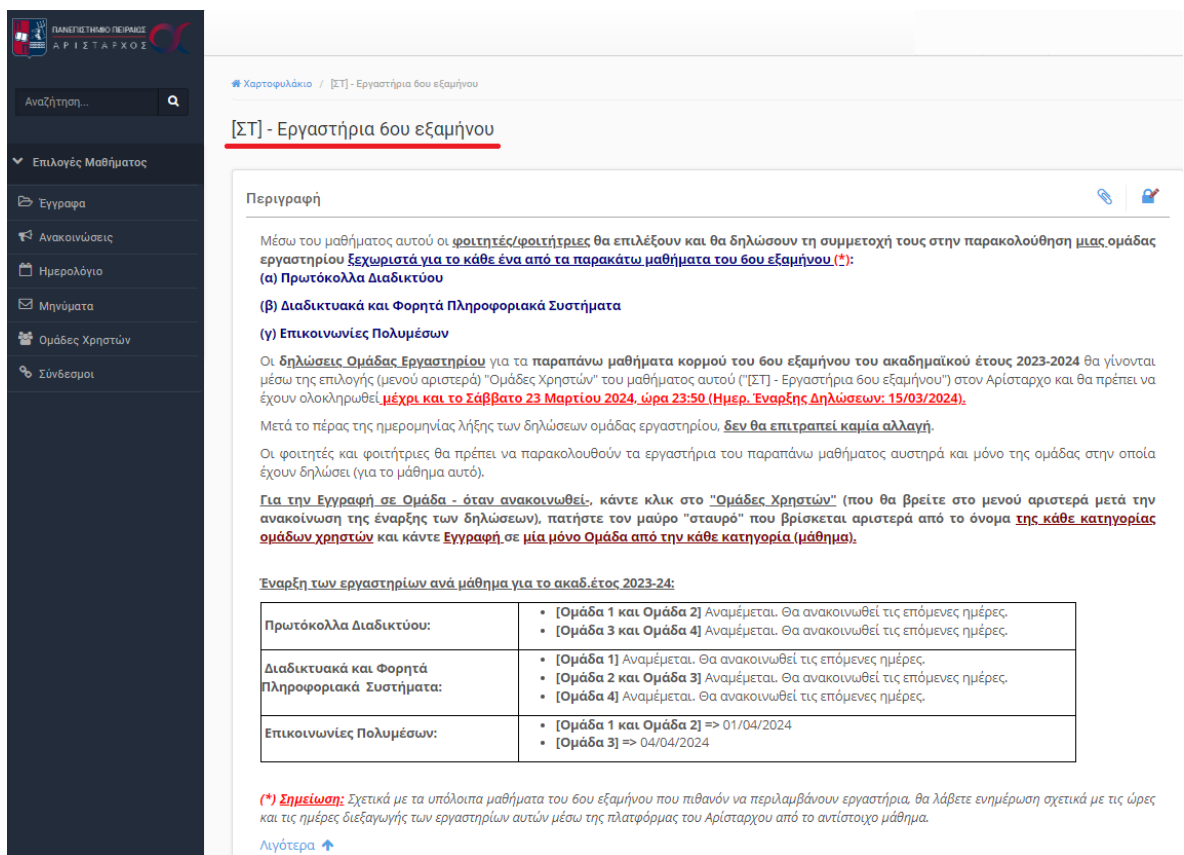 ΠΑΝΕΠΙΣΤΗΜΙΟ ΠΕΙΡΑΙΩΣ
ΑΡΙΣΤΑΡΧΟΣ
Αναζήτηση...
Επιλογές Μαθήματος
Έγγραφα
Ανακοινώσεις
Ημερολόγιο
Μηνύματα
Ομάδες Χρηστών
Σύνδεσμοι
Χαρτοφυλάκιο / [ΣΤ] - Εργαστήρια 6ου εξαμήνου
[ΣΤ] - Εργαστήρια 6ου εξαμήνου
Περιγραφή
Μέσω του μαθήματος αυτού οι φοιτητές/φοιτήτριες θα επιλέξουν και θα δηλώσουν τη συμμετοχή τους στην παρακολούθηση μιας ομάδας
εργαστηρίου ξεχωριστά για το κάθε ένα από τα παρακάτω μαθήματα του 6ου εξαμήνου (*):
(α) Πρωτόκολλα Διαδικτύου
(β) Διαδικτυακά και Φορητά Πληροφοριακά Συστήματα
(γ) Επικοινωνίες Πολυμέσων
Οι δηλώσεις Ομάδας Εργαστηρίου για τα παραπάνω μαθήματα κορμού του 6ου εξαμήνου του ακαδημαϊκού έτους 2023-2024 θα γίνονται
μέσω της επιλογής (μενού αριστερά) "Ομάδες Χρηστών" του μαθήματος αυτού ("[ΣΤ] - Εργαστήρια 6ου εξαμήνου") στον Αρίσταρχο και θα πρέπει να
έχουν ολοκληρωθεί μέχρι και το Σάββατο 23 Μαρτίου 2024, ώρα 23:50 (Ημερ. Έναρξης Δηλώσεων: 15/03/2024).
Μετά το πέρας της ημερομηνίας λήξης των δηλώσεων ομάδας εργαστηρίου, δεν θα επιτραπεί καμία αλλαγή.
Οι φοιτητές και φοιτήτριες θα πρέπει να παρακολουθούν τα εργαστήρια του παραπάνω μαθήματος αυστηρά και μόνο της ομάδας στην οποία
έχουν δηλώσει (για το μάθημα αυτό).
Για την Εγγραφή σε Ομάδα - όταν ανακοινωθεί-, κάντε κλικ στο "Ομάδες Χρηστών" (που θα βρείτε στο μενού αριστερά μετά την
ανακοίνωση της έναρξης των δηλώσεων), πατήστε τον μαύρο "σταυρό" που βρίσκεται αριστερά από το όνομα της κάθε κατηγορίας
ομάδων χρηστών και κάντε Εγγραφή σε μία μόνο Ομάδα από την κάθε κατηγορία (μάθημα).
Έναρξη των εργαστηρίων ανά μάθημα για το ακαδ.έτος 2023-24:
Πρωτόκολλα Διαδικτύου:
• [Ομάδα 1 και Ομάδα 2] Αναμέμεται. Θα ανακοινωθεί τις επόμενες ημέρες.
• [Ομάδα 3 και Ομάδα 4] Αναμέμεται. Θα ανακοινωθεί τις επόμενες ημέρες.
Διαδικτυακά και Φορητά
Πληροφοριακά Συστήματα:
• [Ομάδα 1] Αναμέμεται. Θα ανακοινωθεί τις επόμενες ημέρες.
• [Ομάδα 2 και Ομάδα 3] Αναμέμεται. Θα ανακοινωθεί τις επόμενες ημέρες.
• [Ομάδα 4] Αναμέμεται. Θα ανακοινωθεί τις επόμενες ημέρες.
Επικοινωνίες Πολυμέσων:
• [Ομάδα 1 και Ομάδα 2] => 01/04/2024
• [Ομάδα 3] => 04/04/2024
(*) Σημείωση: Σχετικά με τα υπόλοιπα μαθήματα του 6ου εξαμήνου που πιθανόν να περιλαμβάνουν εργαστήρια, θα λάβετε ενημέρωση σχετικά με τις ώρες
και τις ημέρες διεξαγωγής των εργαστηρίων αυτών μέσω της πλατφόρμας του Αρίσταρχου από το αντίστοιχο μάθημα.
Λιγότερα